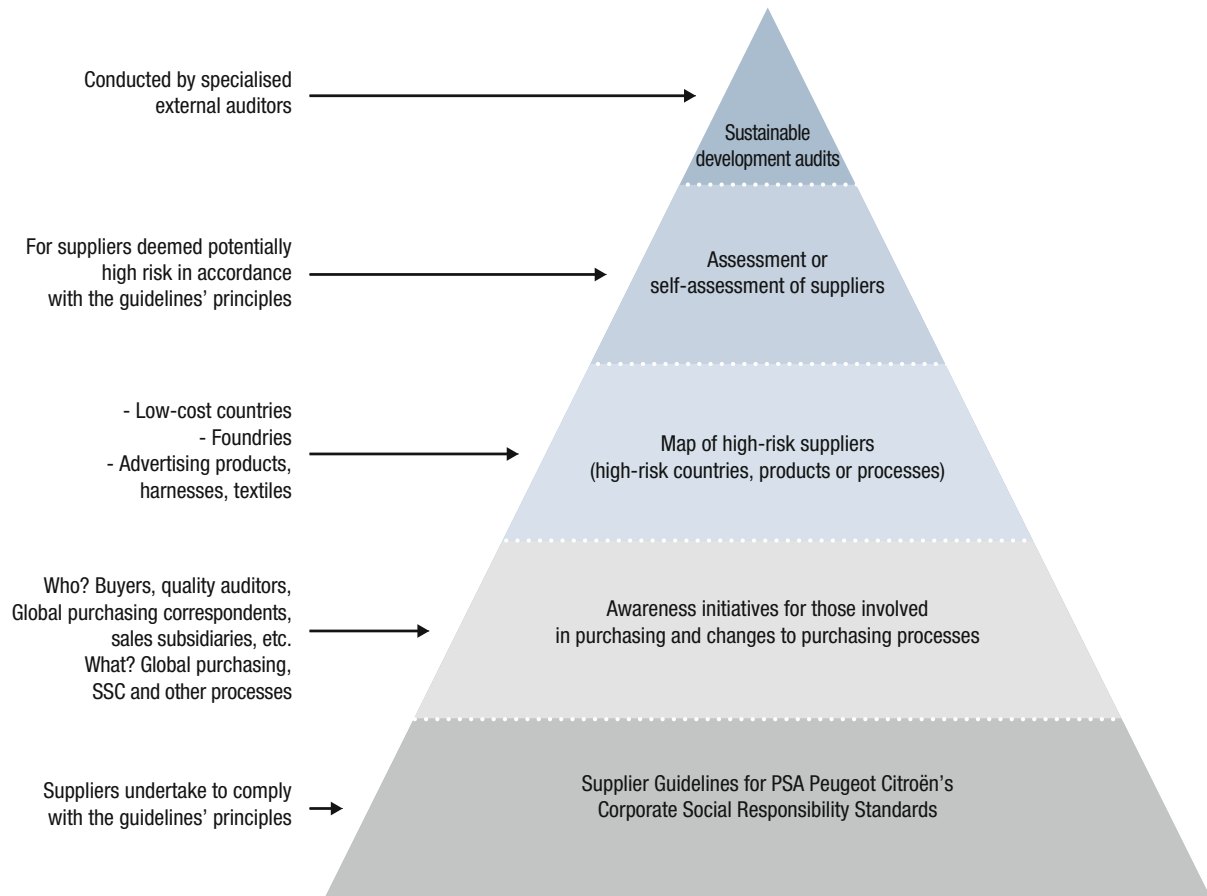 Conducted by specialised
external auditors
Sustainable
development audits
For suppliers deemed potentially
high risk in accordance
with the guidelines’ principles
Assessment or
self-assessment of suppliers
- Low-cost countries
- Foundries
- Advertising products,
harnesses, textiles
Map of high-risk suppliers
(high-risk countries, products or processes)
Who? Buyers, quality auditors,
Global purchasing correspondents,
sales subsidiaries, etc.
What? Global purchasing,
SSC and other processes
Awareness initiatives for those involved
in purchasing and changes to purchasing processes
Suppliers undertake to comply
with the guidelines’ principles
Supplier Guidelines for PSA Peugeot Citroën’s
Corporate Social Responsibility Standards